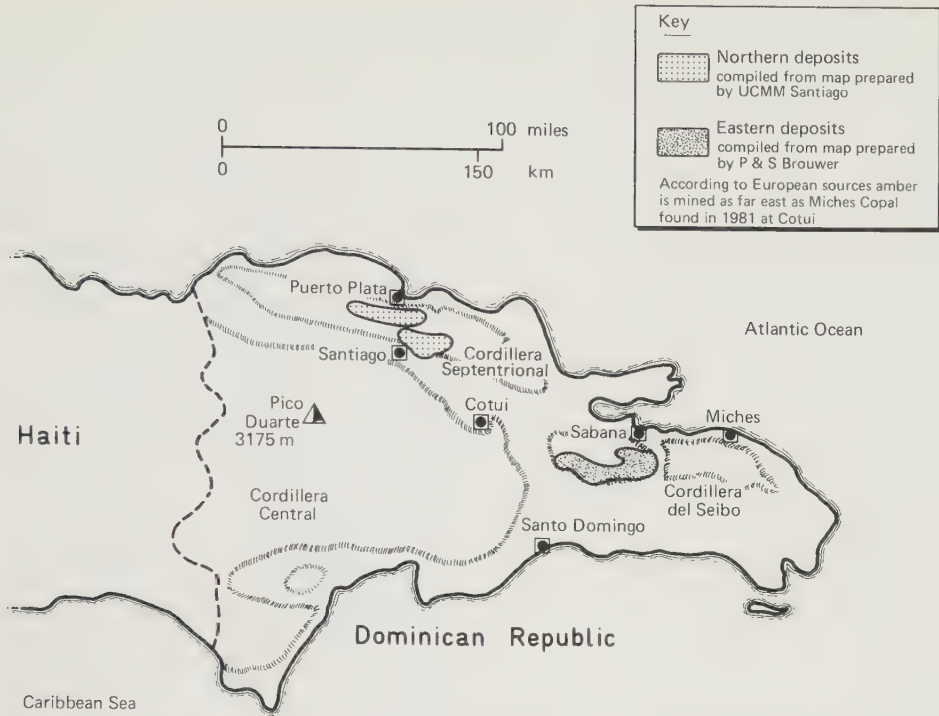 Key
Northern deposits
compiled from map prepared
by UCMM Santiago
Eastern deposits
compiled from map prepared
by P & S Brouwer
According to European sources amber
is mined as far east as Miches Copal
found in 1981 at Cotui
0 100 miles
0 150 km
Puerto Plata
Atlantic Ocean
Santiago
Cordillera
Septentrional
Pico
Duarte
3175 m
Cotui
Haiti
Sabana
Miches
Cordillera
del Seibo
Cordillera
Central
Santo Domingo
Dominican Republic
Caribbean Sea